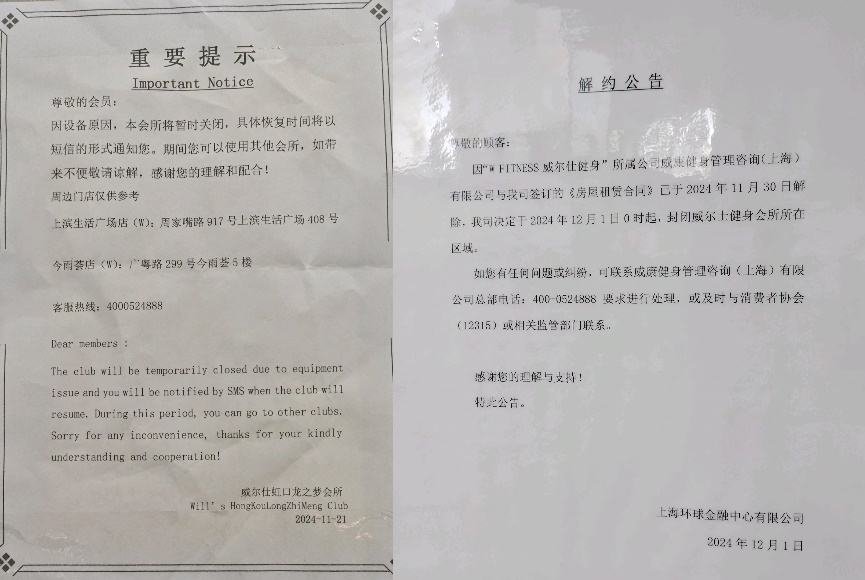 重要提示
Important Notice
尊敬的会员：
因设备原因，本会所将暂时关闭，具体恢复时间将以
短信的形式通知您。期间您可以使用其他会所，如带
来不便敬请谅解，感谢您的理解和配合！
周边门店仅供参考
上滨生活广场店（W）：周家嘴路 917 号上滨生活广场 408 号
今雨荟店（W）：广粤路 299 号今雨荟 5 楼
客服热线：4000524888
Dear members :
The club will be temporarily closed due to equipment
issue and you will be notified by SMS when the club will
resume. During this period, you can go to other clubs.
Sorry for any inconvenience, thanks for your kindly
understanding and cooperation!
威尔仕虹口龙之梦会所
Will's HongKouLongZhiMeng Club
2024-11-21
解约公告
尊敬的顾客：
因“W FITNESS 威尔仕健身”所属公司威康健身管理咨询（上海）
有限公司与我司签订的《房屋租赁合同》已于 2024 年 11 月 30 日解
除，我司决定于 2024 年 12 月 1 日 0 时起，封闭威尔士健身会所所在
区域。
如您有任何问题或纠纷，可联系威康健身管理咨询（上海）有限
公司总部电话：400-0524888 要求进行处理，或及时与消费者协会
（12315）或相关监管部门联系。
感谢您的理解与支持！
特此公告。
上海环球金融中心有限公司
2024 年 12 月 1 日